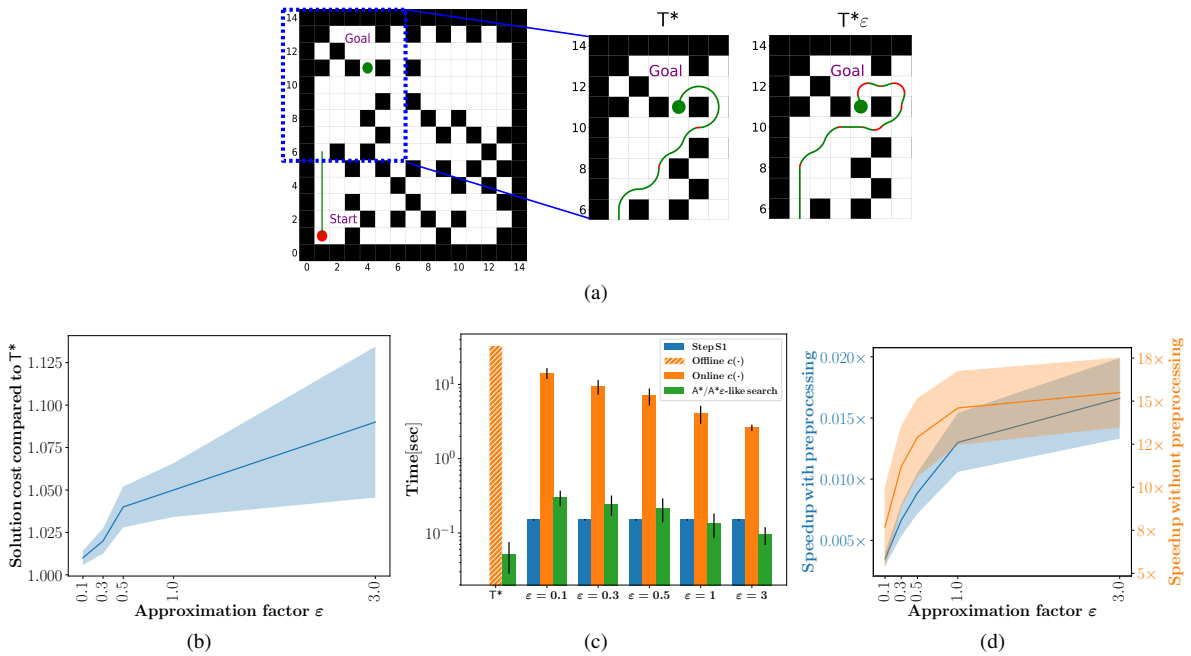 T*
T*ε
14
12
10
8
6
4
2
0
0
2
4
6
8
10
12
14
Goal
Start
14
12
10
8
6
Goal
14
12
10
8
6
Goal
(a)
Solution cost compared to T*
1.125
1.100
1.075
1.050
1.025
1.000
0.1
0.3
0.5
1.0
3.0
Approximation factor ε
(b)
Time[sec]
10¹
10⁰
10⁻¹
Step S1
Offline c(·)
Online c(·)
A*/A*ε-like search
T*
ε = 0.1
ε = 0.3
ε = 0.5
ε = 1
ε = 3
(c)
Speedup with preprocessing
0.020×
0.015×
0.010×
0.005×
18×
15×
12×
10×
8×
5×
Speedup without preprocessing
0.1
0.3
0.5
1.0
3.0
Approximation factor ε
(d)